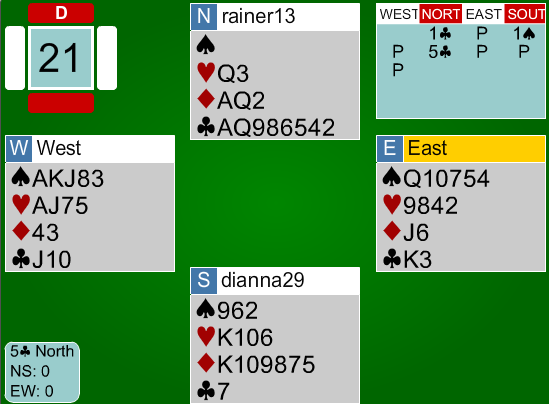 D
21
N rainer13
♠
♥Q3
♦AQ2
♣AQ986542
WEST NORT EAST SOUT
1♣ P 1♠
P 5♣ P P
P
W West
♠AKJ83
♥AJ75
♦43
♣J10
E East
♠Q10754
♥9842
♦J6
♣K3
S dianna29
♠962
♥K106
♦K109875
♣7
5♣ North
NS: 0
EW: 0